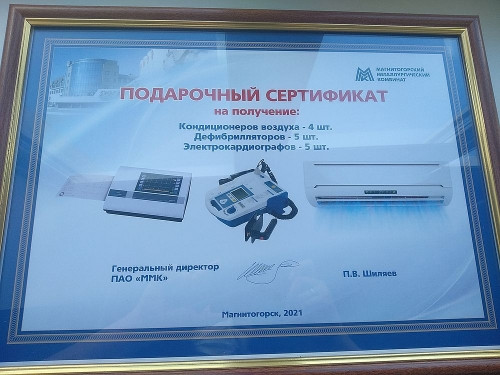 МАГНИТОГОРСКИЙ
МЕТАЛЛУРГИЧЕСКИЙ
КОМБИНАТ
ПОДАРОЧНЫЙ СЕРТИФИКАТ
на получение:
Кондиционеров воздуха - 4 шт.
Дефибрилляторов - 5 шт.
Электрокардиографов - 5 шт.
Генеральный директор
ПАО «ММК»
П.В. Шиляев
Магнитогорск, 2021